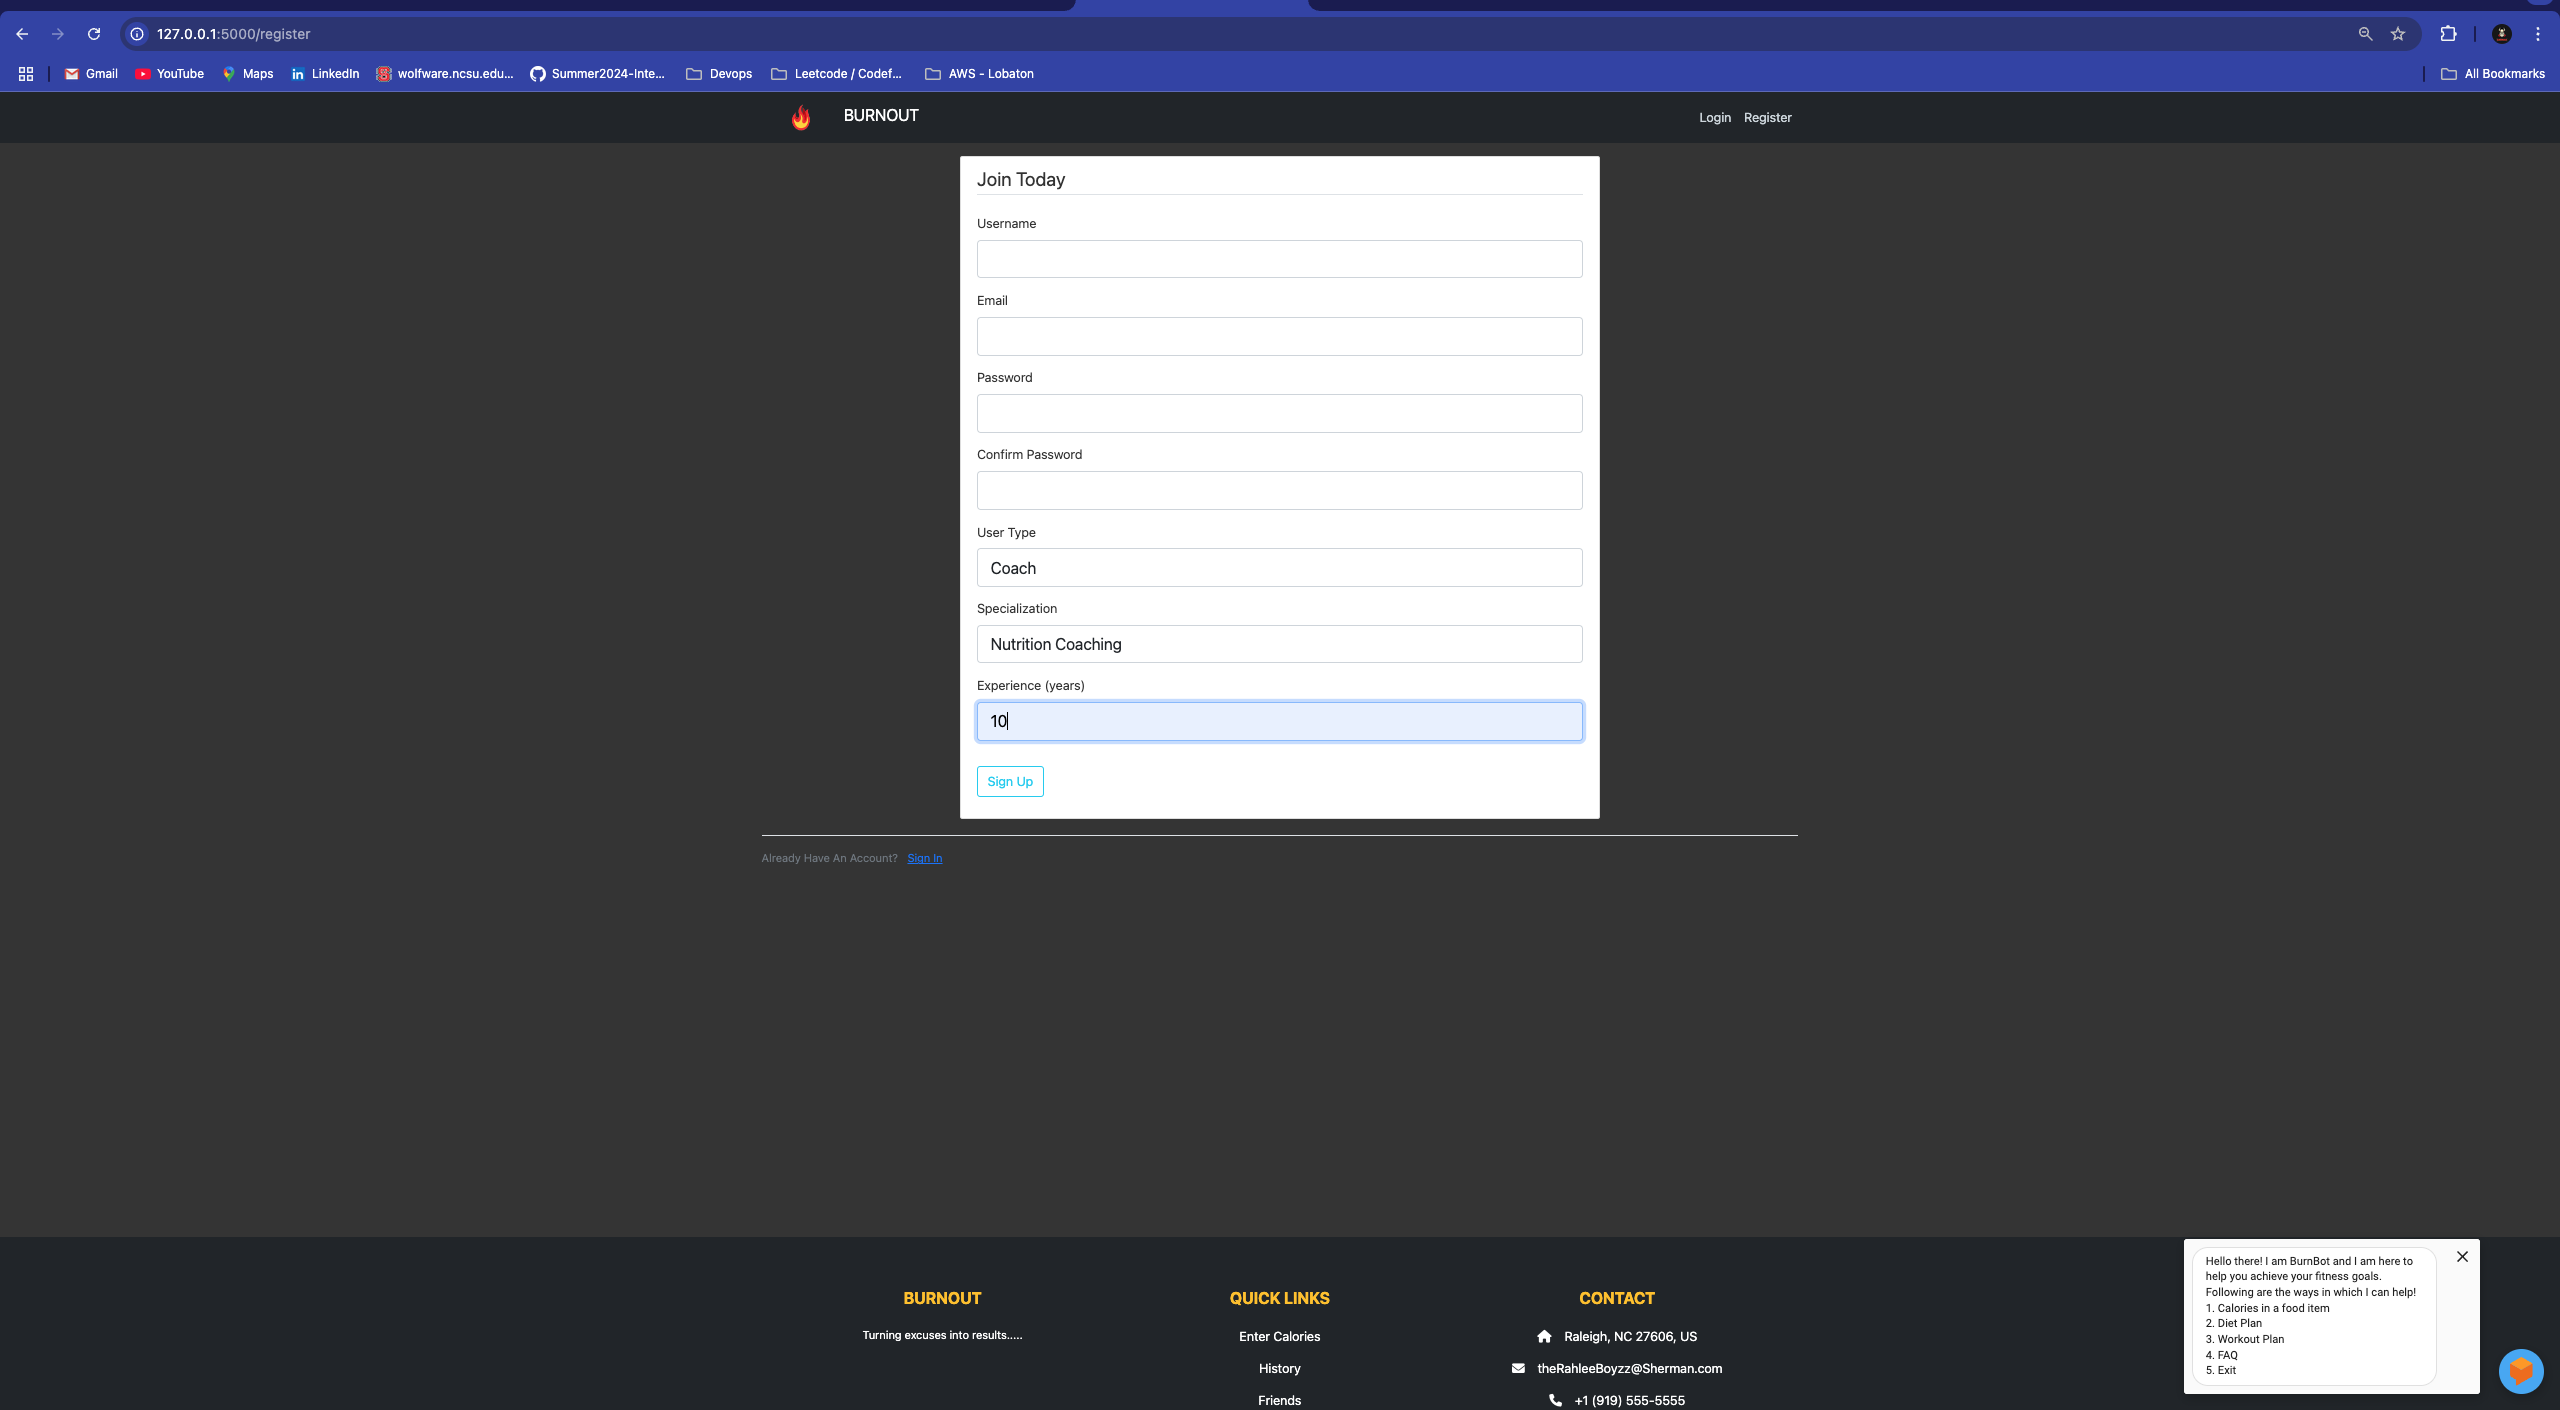 127.0.0.1:5000/register
Gmail YouTube Maps LinkedIn wolfware.ncsu.edu... Summer2024-Inte... Devops Leetcode / Codef... AWS - Lobaton All Bookmarks
BURNOUT Login Register
Join Today
Username
Email
Password
Confirm Password
User Type
Coach
Specialization
Nutrition Coaching
Experience (years)
10
Sign Up
Already Have An Account? Sign In
BURNOUT
Turning excuses into results.....
QUICK LINKS
Enter Calories
History
Friends
CONTACT
Raleigh, NC 27606, US
theRahleeBoyzz@Sherman.com
+1 (919) 555-5555
Hello there! I am BurnBot and I am here to
help you achieve your fitness goals.
Following are the ways in which I can help!
1. Calories in a food item
2. Diet Plan
3. Workout Plan
4. FAQ
5. Exit